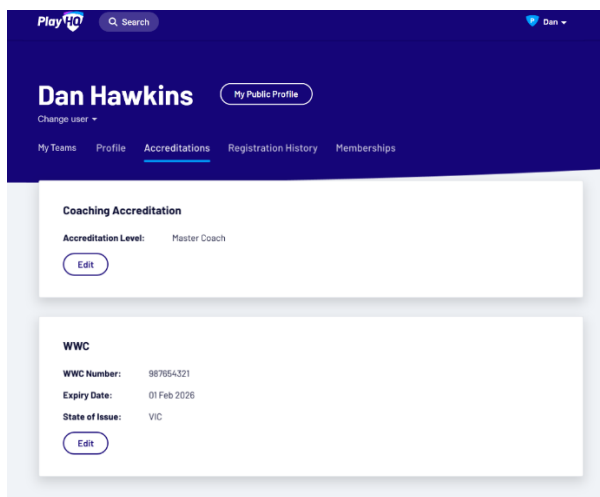 PlayHQ
Search
Dan
Dan Hawkins
My Public Profile
Change user
My Teams Profile Accreditations Registration History Memberships
Coaching Accreditation
Accreditation Level: Master Coach
Edit
WWC
WWC Number: 987654321
Expiry Date: 01 Feb 2026
State of Issue: VIC
Edit